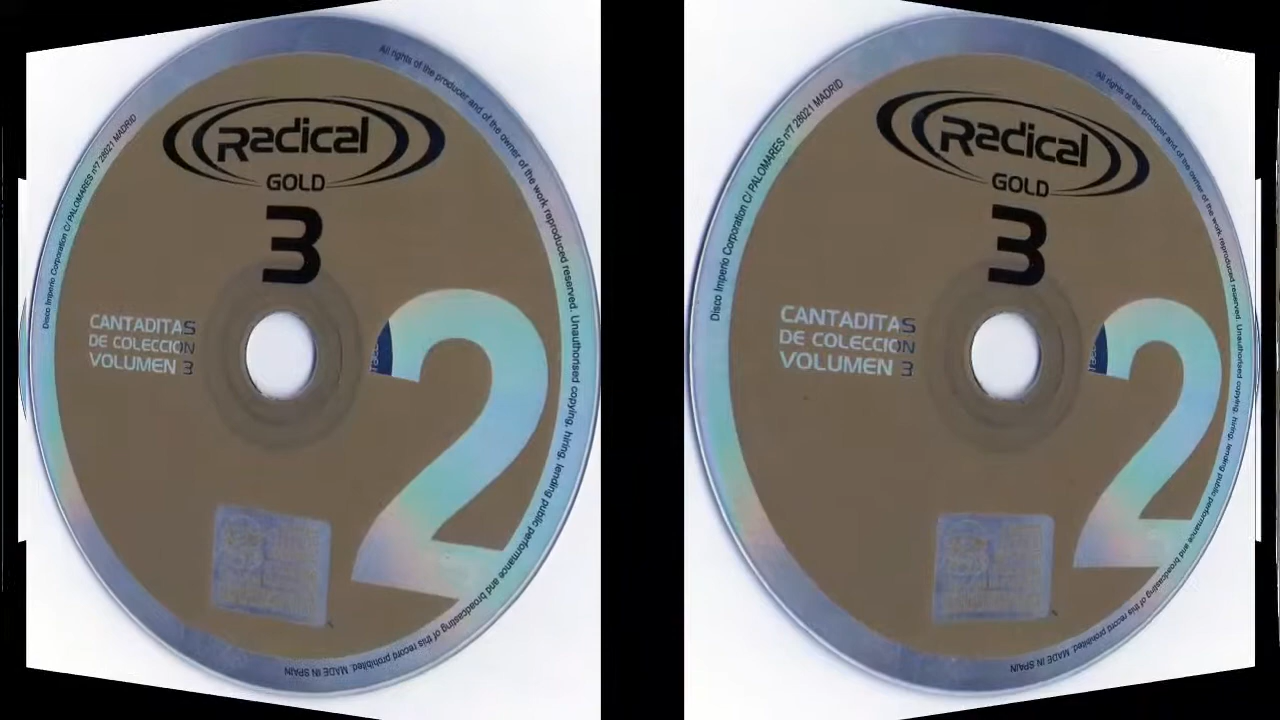 Radical
GOLD
3
CANTADITAS
DE COLECCION
VOLUMEN 3
2
Disco Imperio Corporation C/ PALOMARES nº7 28021 MADRID
All rights of the producer and of the owner of the work reproduced reserved. Unauthorised copying, hiring, lending public performance and broadcasting of this record prohibited. MADE IN SPAIN
Radical
GOLD
3
CANTADITAS
DE COLECCION
VOLUMEN 3
2
Disco Imperio Corporation C/ PALOMARES nº7 28021 MADRID
All rights of the producer and of the owner of the work reproduced reserved. Unauthorised copying, hiring, lending public performance and broadcasting of this record prohibited. MADE IN SPAIN